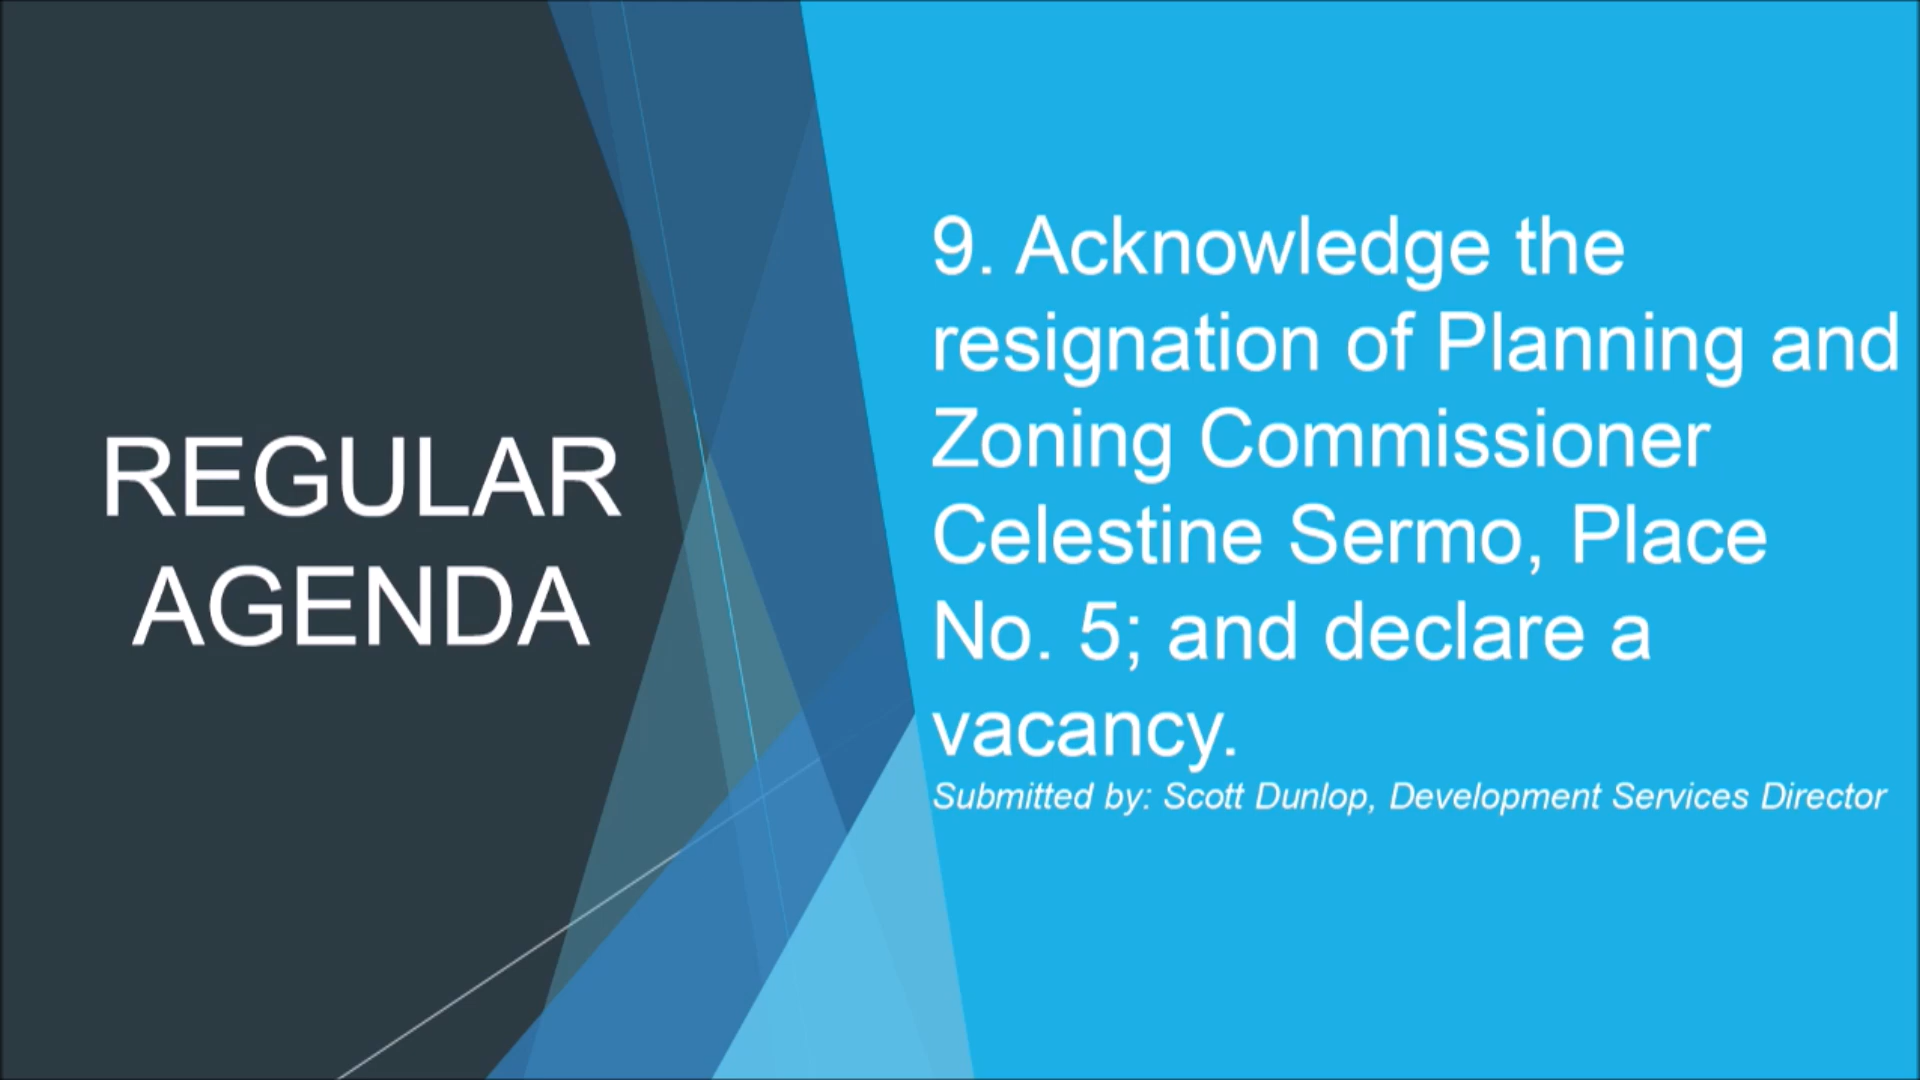 REGULAR
AGENDA
9. Acknowledge the
resignation of Planning and
Zoning Commissioner
Celestine Sermo, Place
No. 5; and declare a
vacancy.
Submitted by: Scott Dunlop, Development Services Director